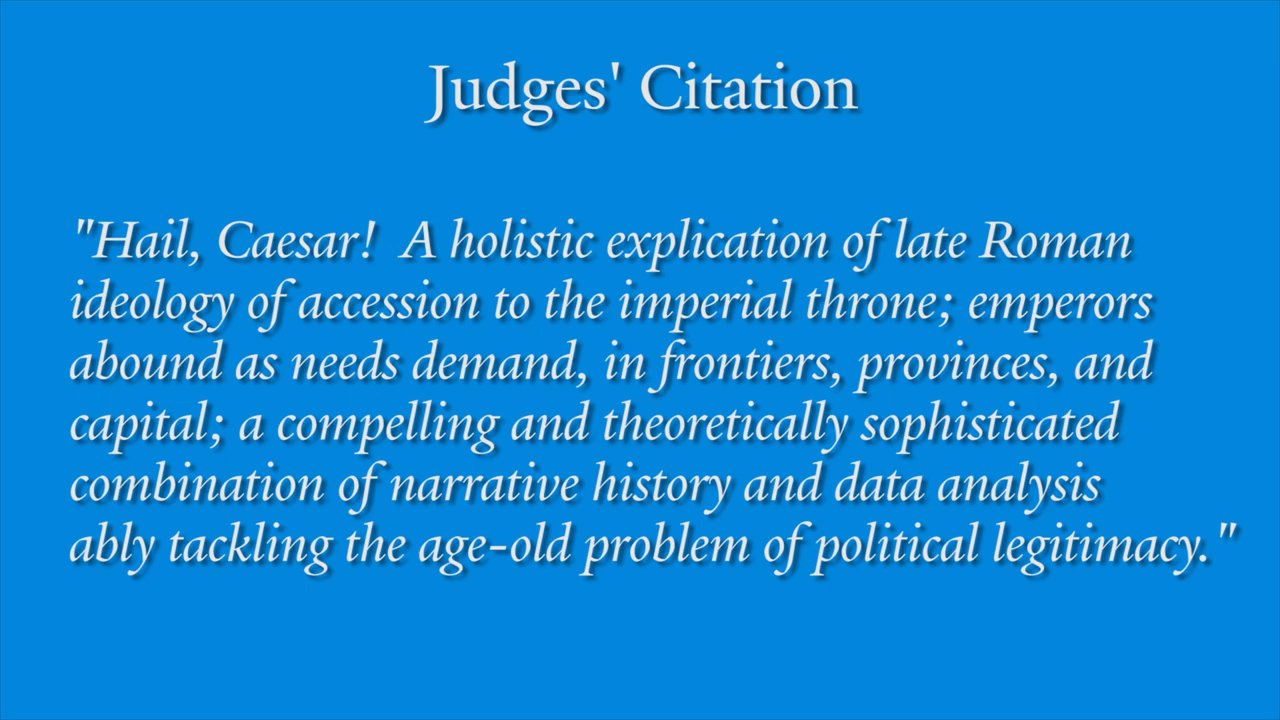 Judges' Citation
"Hail, Caesar!  A holistic explication of late Roman
ideology of accession to the imperial throne; emperors
abound as needs demand, in frontiers, provinces, and
capital; a compelling and theoretically sophisticated
combination of narrative history and data analysis
ably tackling the age-old problem of political legitimacy."